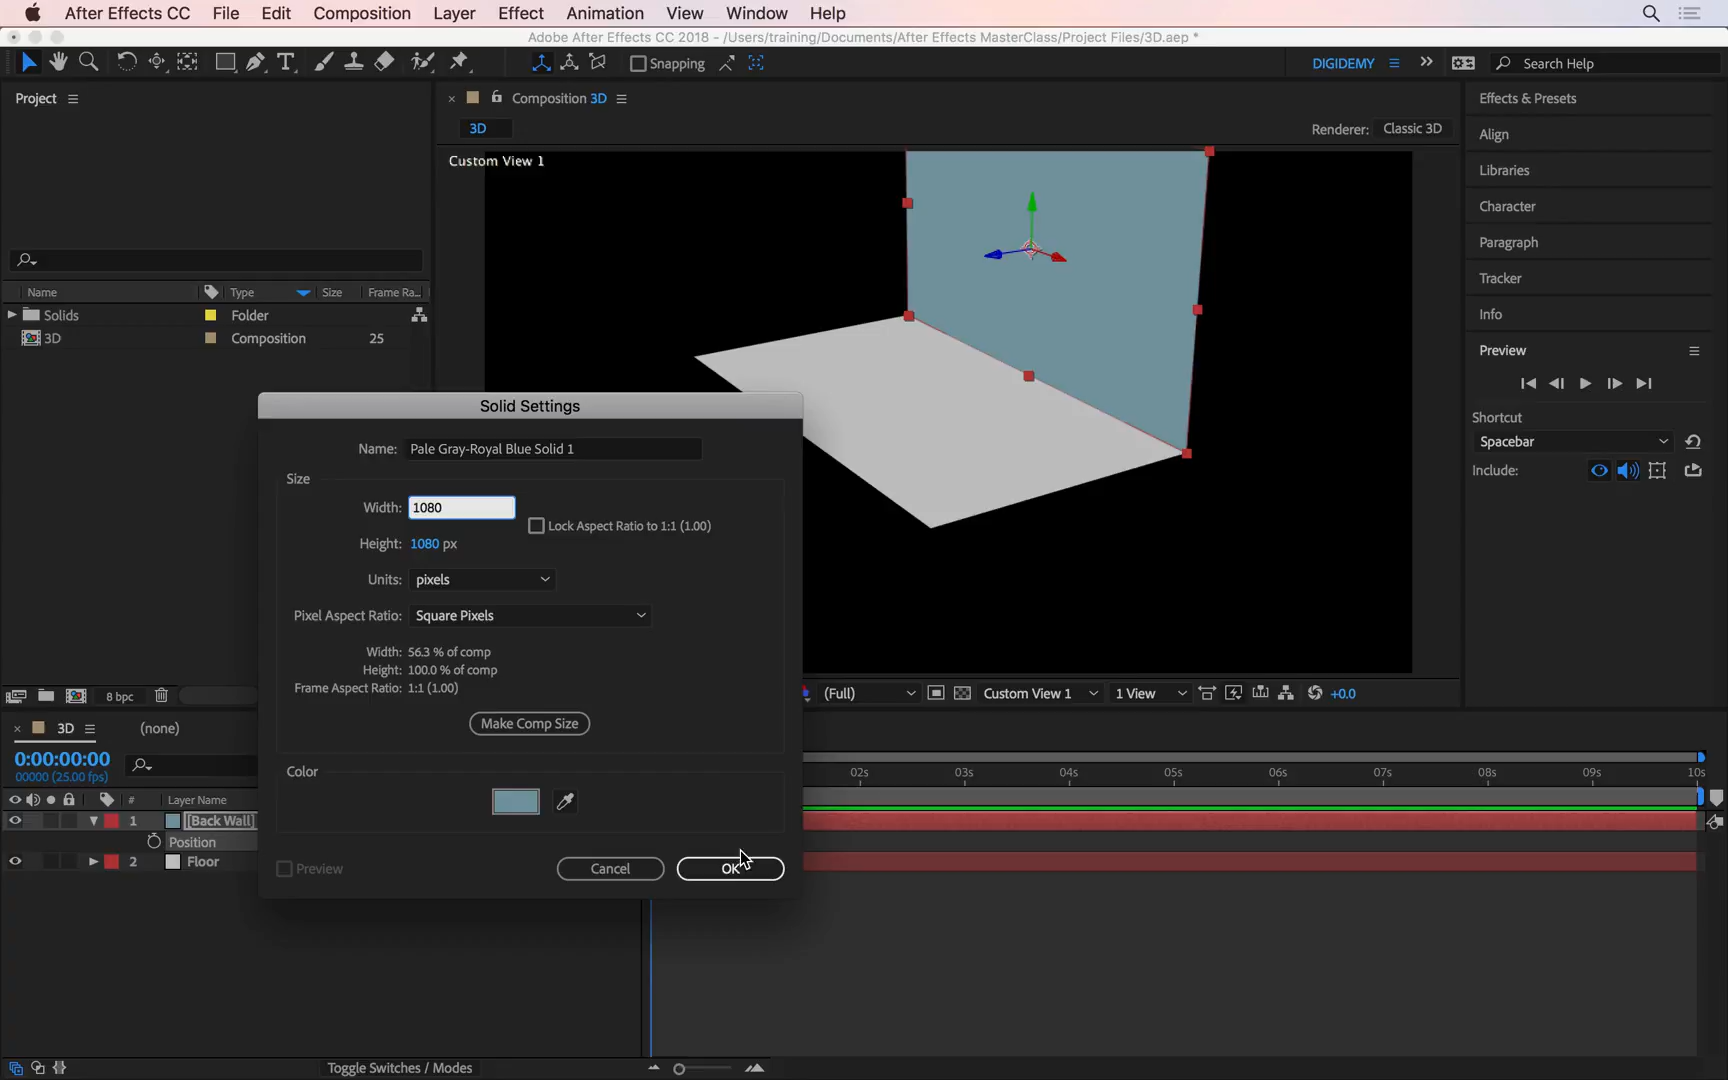 After Effects CC File Edit Composition Layer Effect Animation View Window Help
Adobe After Effects CC 2018 - /Users/training/Documents/After Effects MasterClass/Project Files/3D.aep *
T Snapping DIGIDEMY Search Help
Project
Composition 3D
3D
Renderer: Classic 3D
Custom View 1
Name Type Size Frame Ra...
Solids Folder
3D Composition 25
Effects & Presets
Align
Libraries
Character
Paragraph
Tracker
Info
Preview
Shortcut
Spacebar
Include:
Solid Settings
Name: Pale Gray-Royal Blue Solid 1
Size
Width: 1080
Lock Aspect Ratio to 1:1 (1.00)
Height: 1080 px
Units: pixels
Pixel Aspect Ratio: Square Pixels
Width: 56.3 % of comp
Height: 100.0 % of comp
Frame Aspect Ratio: 1:1 (1.00)
Make Comp Size
Color
Preview Cancel OK
8 bpc
(Full) Custom View 1 1 View +0.0
3D (none)
0:00:00:00
00000 (25.00 fps)
02s 03s 04s 05s 06s 07s 08s 09s 10s
# Layer Name
1 [Back Wall]
Position
2 Floor
Toggle Switches / Modes